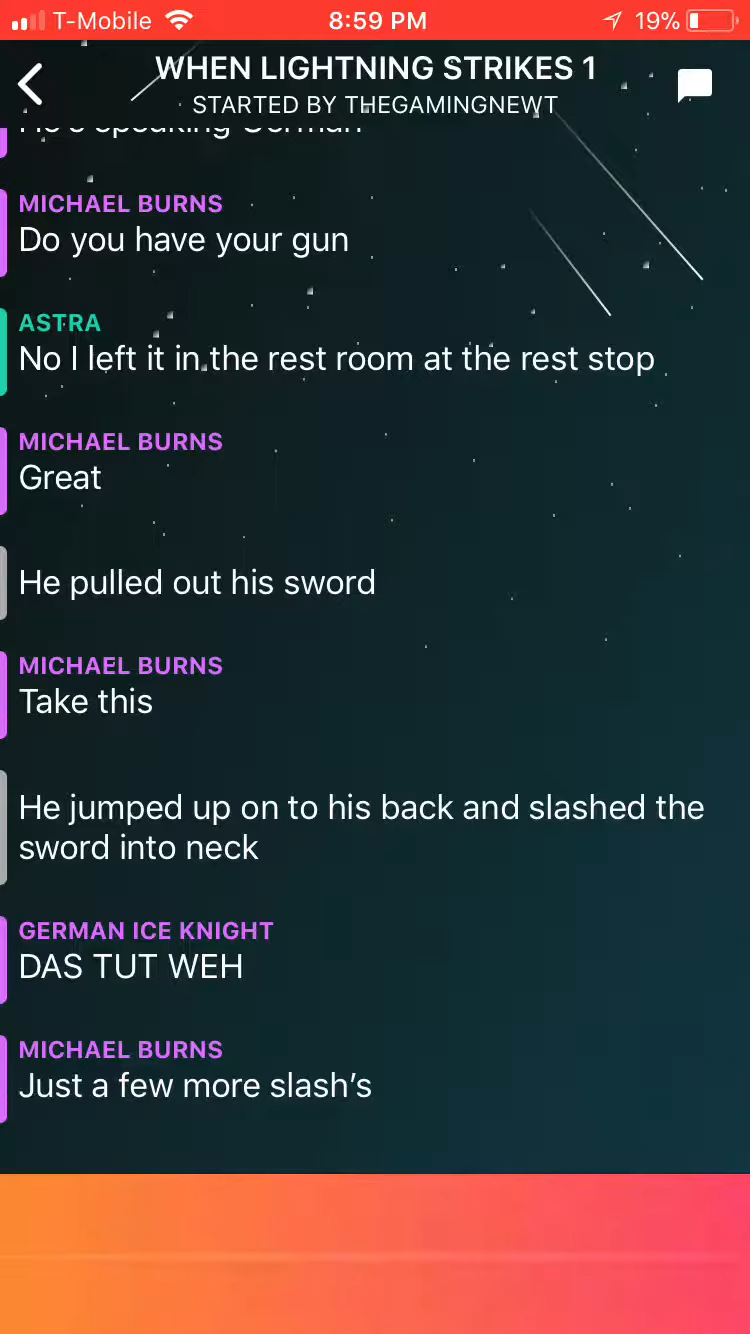 T-Mobile 8:59 PM 19%
WHEN LIGHTNING STRIKES 1
STARTED BY THEGAMINGNEWT
He's speaking German
MICHAEL BURNS
Do you have your gun
ASTRA
No I left it in the rest room at the rest stop
MICHAEL BURNS
Great
He pulled out his sword
MICHAEL BURNS
Take this
He jumped up on to his back and slashed the
sword into neck
GERMAN ICE KNIGHT
DAS TUT WEH
MICHAEL BURNS
Just a few more slash’s